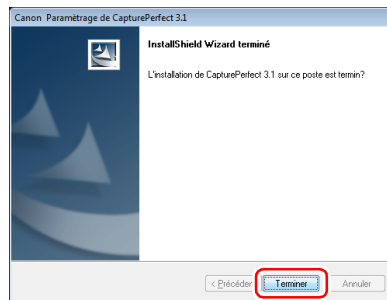 Canon Paramétrage de CapturePerfect 3.1
InstallShield Wizard terminé
L'installation de CapturePerfect 3.1 sur ce poste est termin?
< Précéder
Terminer
Annuler